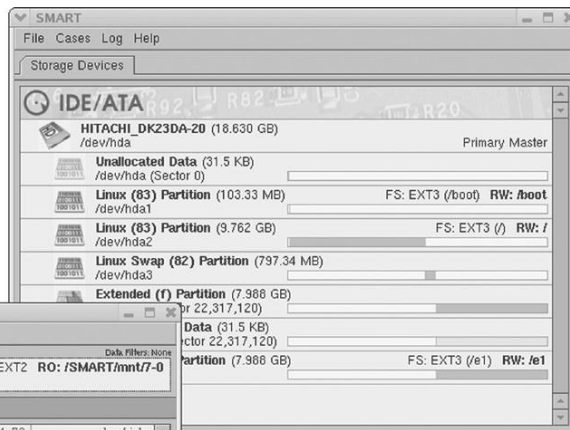 SMART
File Cases Log Help
Storage Devices
IDE/ATA
R92 R82 R20
HITACHI_DK23DA-20 (18.630 GB)
/dev/hda Primary Master
Unallocated Data (31.5 KB)
/dev/hda (Sector 0)
Linux (83) Partition (103.33 MB) FS: EXT3 (/boot) RW: /boot
/dev/hda1
Linux (83) Partition (9.762 GB) FS: EXT3 (/) RW: /
/dev/hda2
Linux Swap (82) Partition (797.34 MB)
/dev/hda3
Extended (f) Partition (7.988 GB)
or 22,317,120)
Data (31.5 KB)
ector 22,317,120)
Partition (7.988 GB) FS: EXT3 (/e1) RW: /e1
Data Filters: None
EXT2 RO: /SMART/mnt/7-0